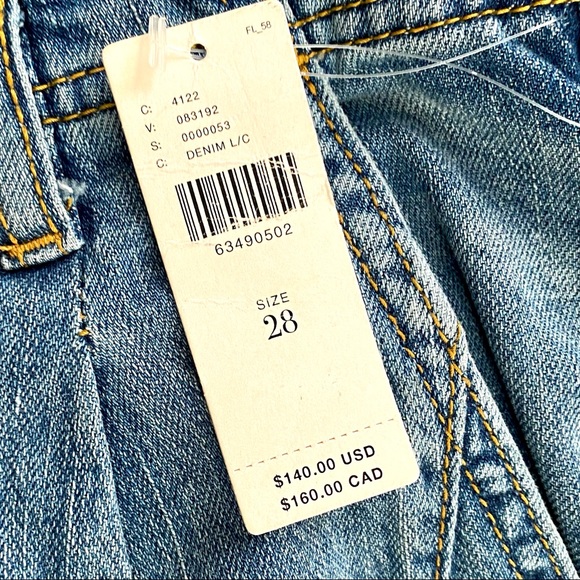 FL_58
C: 4122
V: 083192
S: 0000053
C: DENIM L/C
63490502
SIZE
28
$140.00 USD
$160.00 CAD